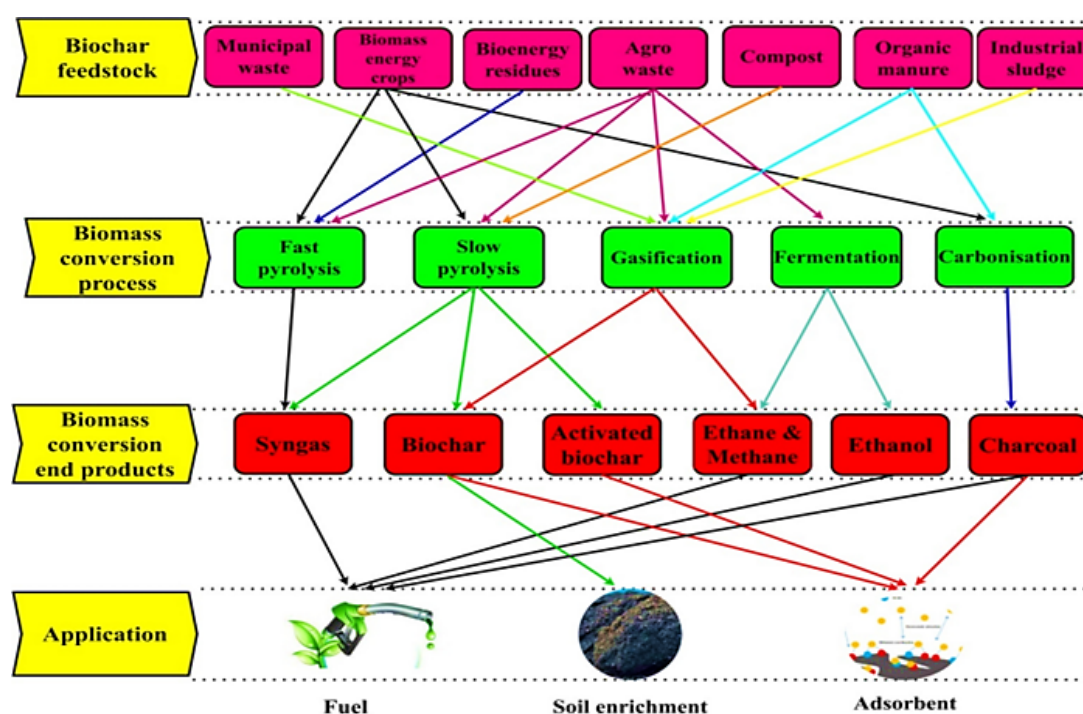 Biochar
feedstock
Municipal
waste
Biomass
energy
crops
Bioenergy
residues
Agro
waste
Compost
Organic
manure
Industrial
sludge
Biomass
conversion
process
Fast
pyrolysis
Slow
pyrolysis
Gasification
Fermentation
Carbonisation
Biomass
conversion
end products
Syngas
Biochar
Activated
biochar
Ethane &
Methane
Ethanol
Charcoal
Application
Fuel
Soil enrichment
Adsorbent